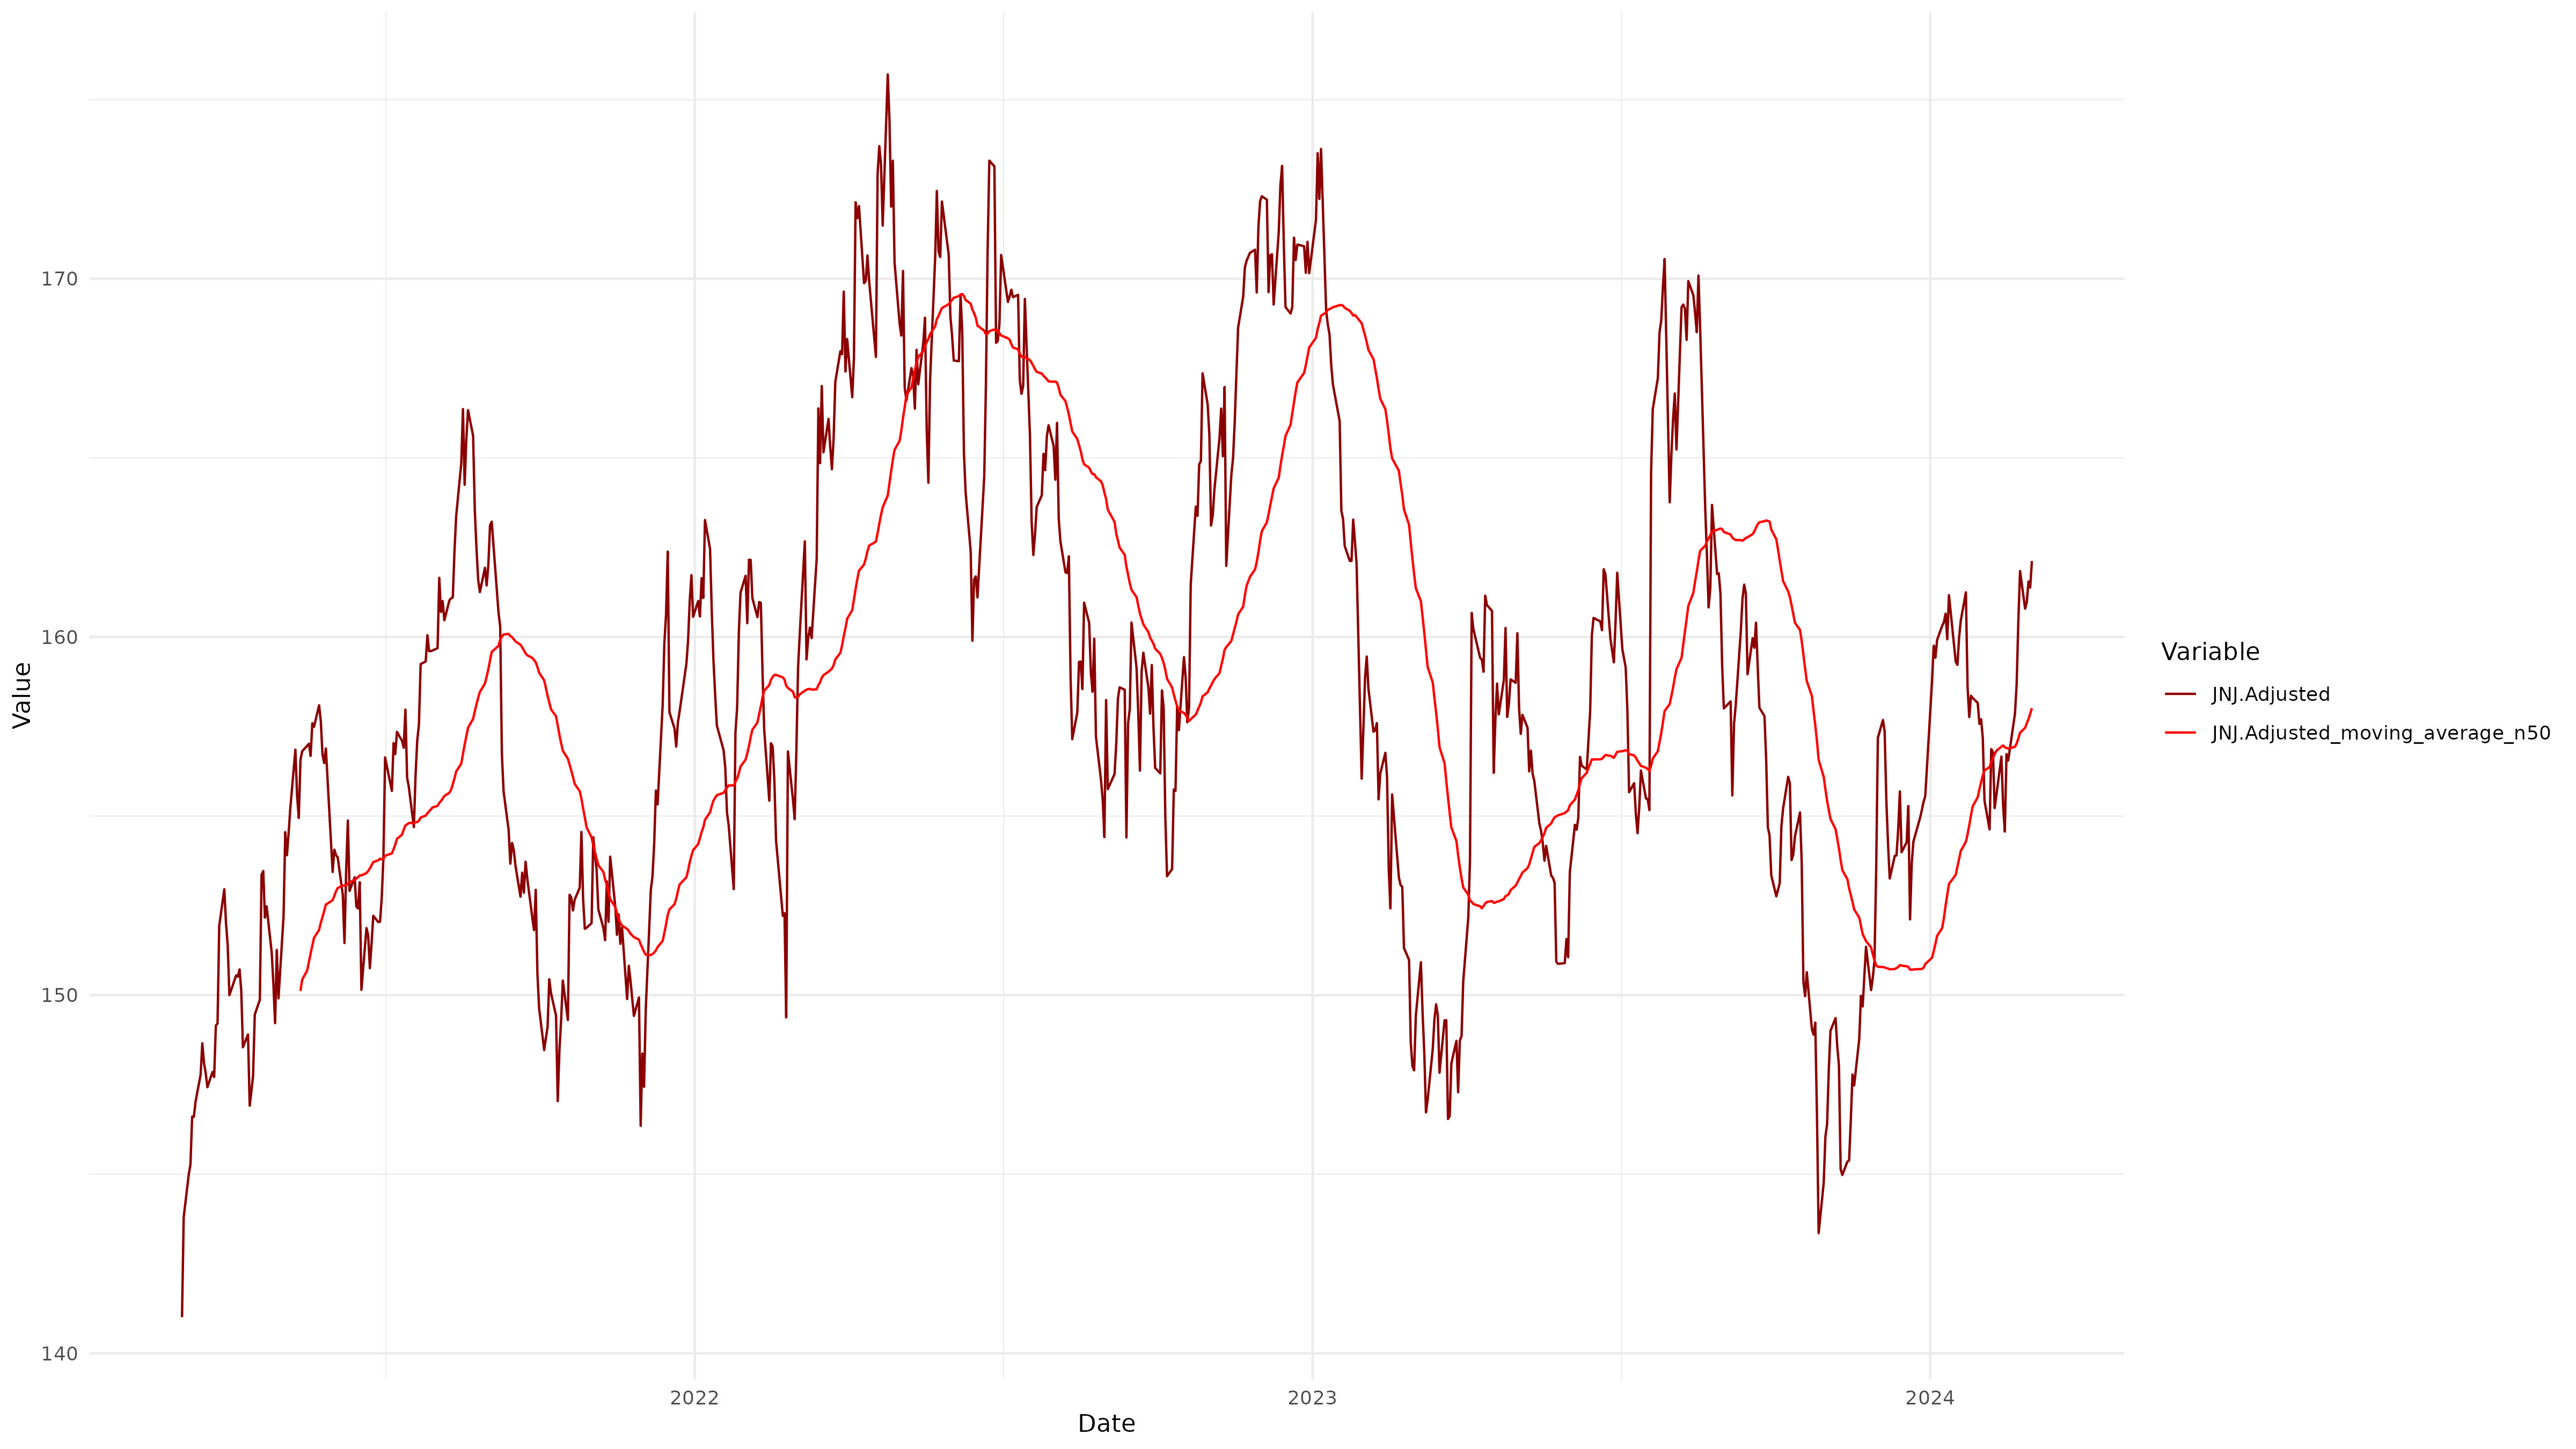 170
160
150
140
Value
2022
2023
2024
Date
Variable
JNJ.Adjusted
JNJ.Adjusted_moving_average_n50